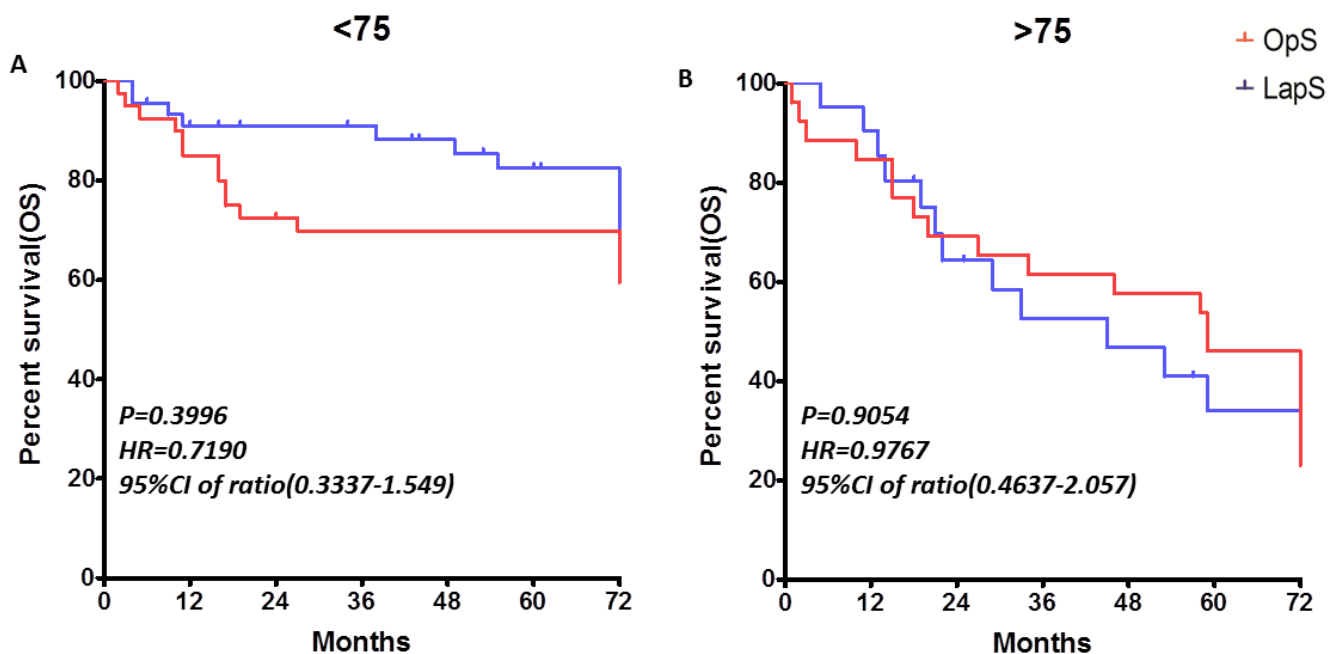 <75
>75
OpS
LapS
A
100
80
60
40
20
0
Percent survival(OS)
P=0.3996
HR=0.7190
95%CI of ratio(0.3337-1.549)
0 12 24 36 48 60 72
Months
B
100
80
60
40
20
0
Percent survival(OS)
P=0.9054
HR=0.9767
95%CI of ratio(0.4637-2.057)
0 12 24 36 48 60 72
Months